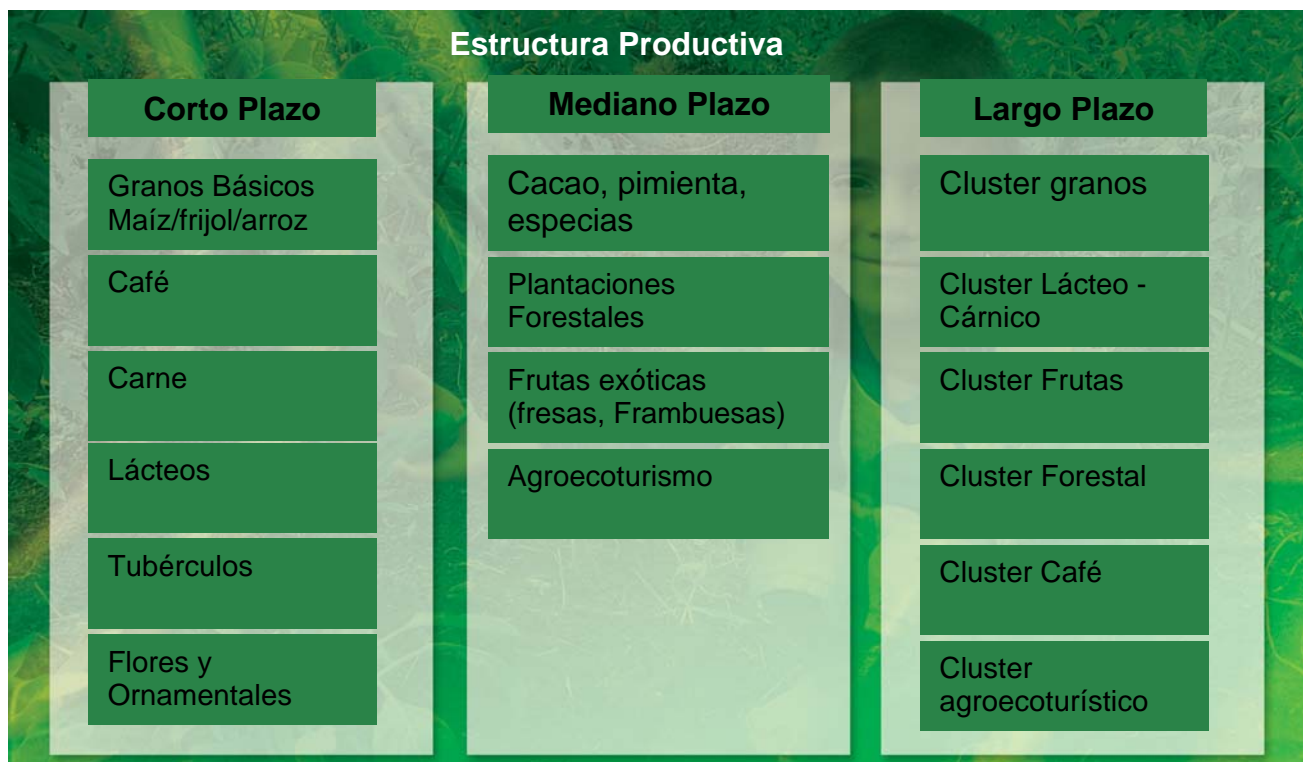 Estructura Productiva
Corto Plazo
Granos Básicos
Maíz/frijol/arroz
Café
Carne
Lácteos
Tubérculos
Flores y
Ornamentales
Mediano Plazo
Cacao, pimienta,
especias
Plantaciones
Forestales
Frutas exóticas
(fresas, Frambuesas)
Agroecoturismo
Largo Plazo
Cluster granos
Cluster Lácteo -
Cárnico
Cluster Frutas
Cluster Forestal
Cluster Café
Cluster
agroecoturístico